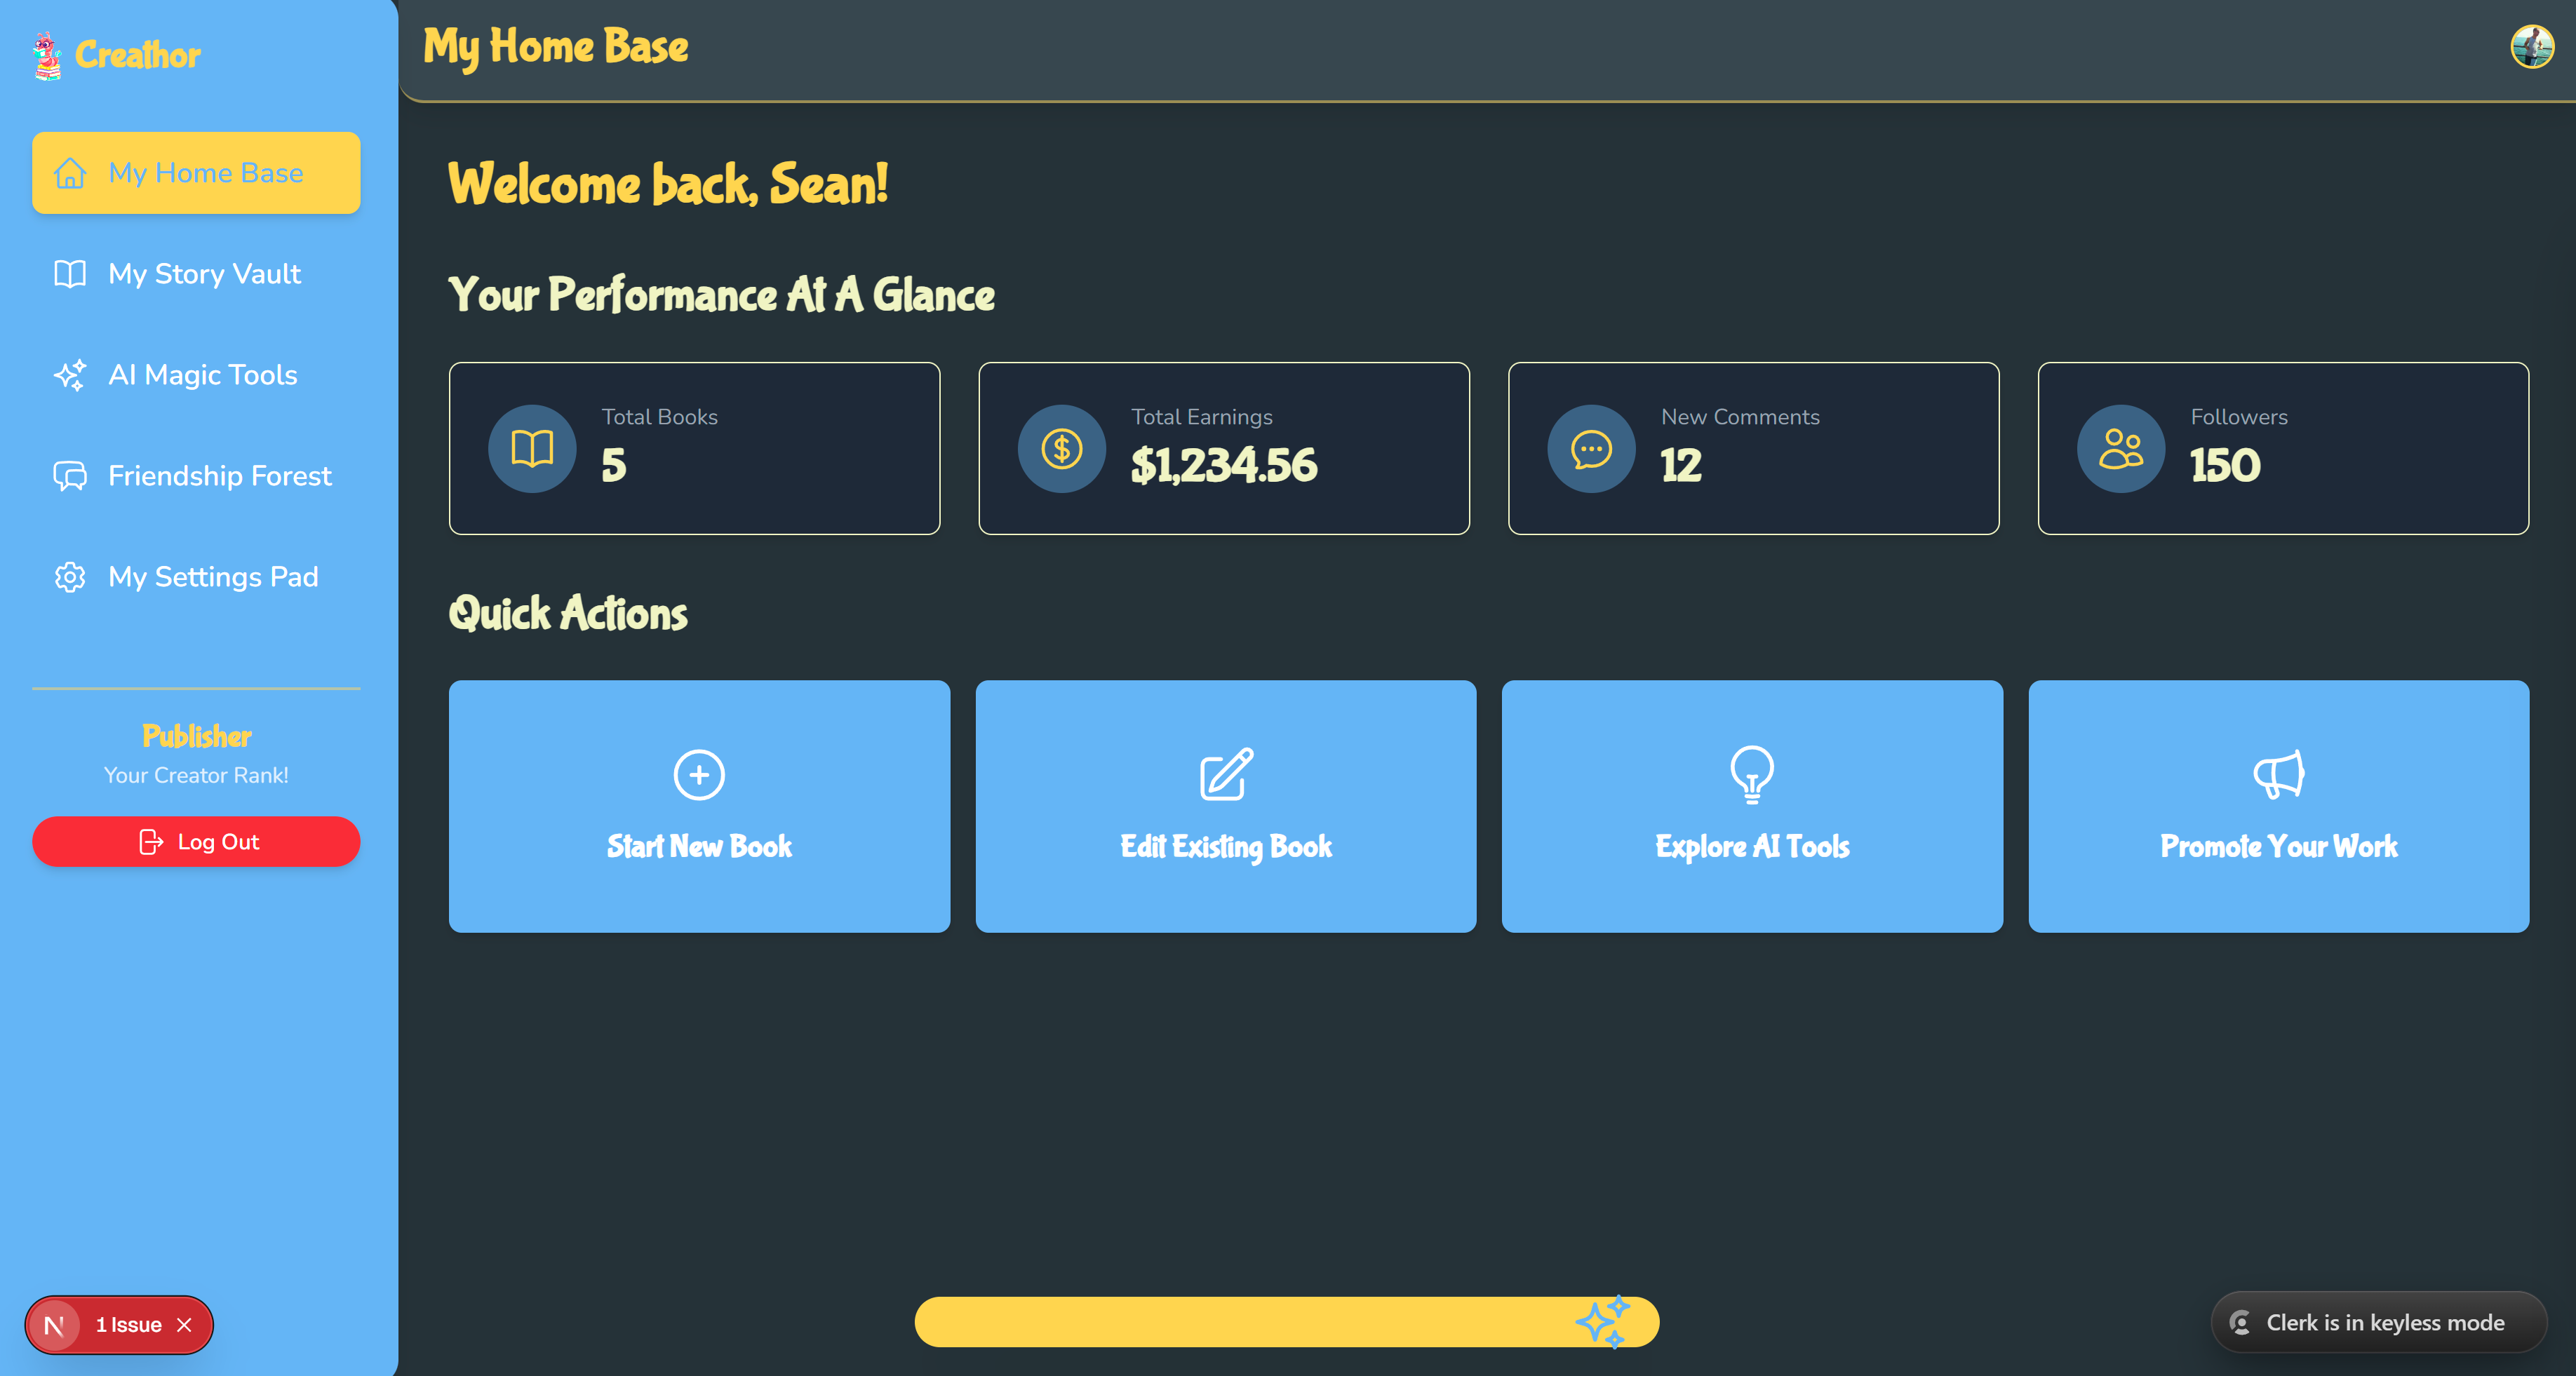 Creathor
My Home Base
My Story Vault
AI Magic Tools
Friendship Forest
My Settings Pad
Publisher
Your Creator Rank!
Log Out
N 1 Issue
My Home Base
Welcome back, Sean!
Your Performance At A Glance
Total Books
5
Total Earnings
$1,234.56
New Comments
12
Followers
150
Quick Actions
Start New Book
Edit Existing Book
Explore AI Tools
Promote Your Work
Clerk is in keyless mode